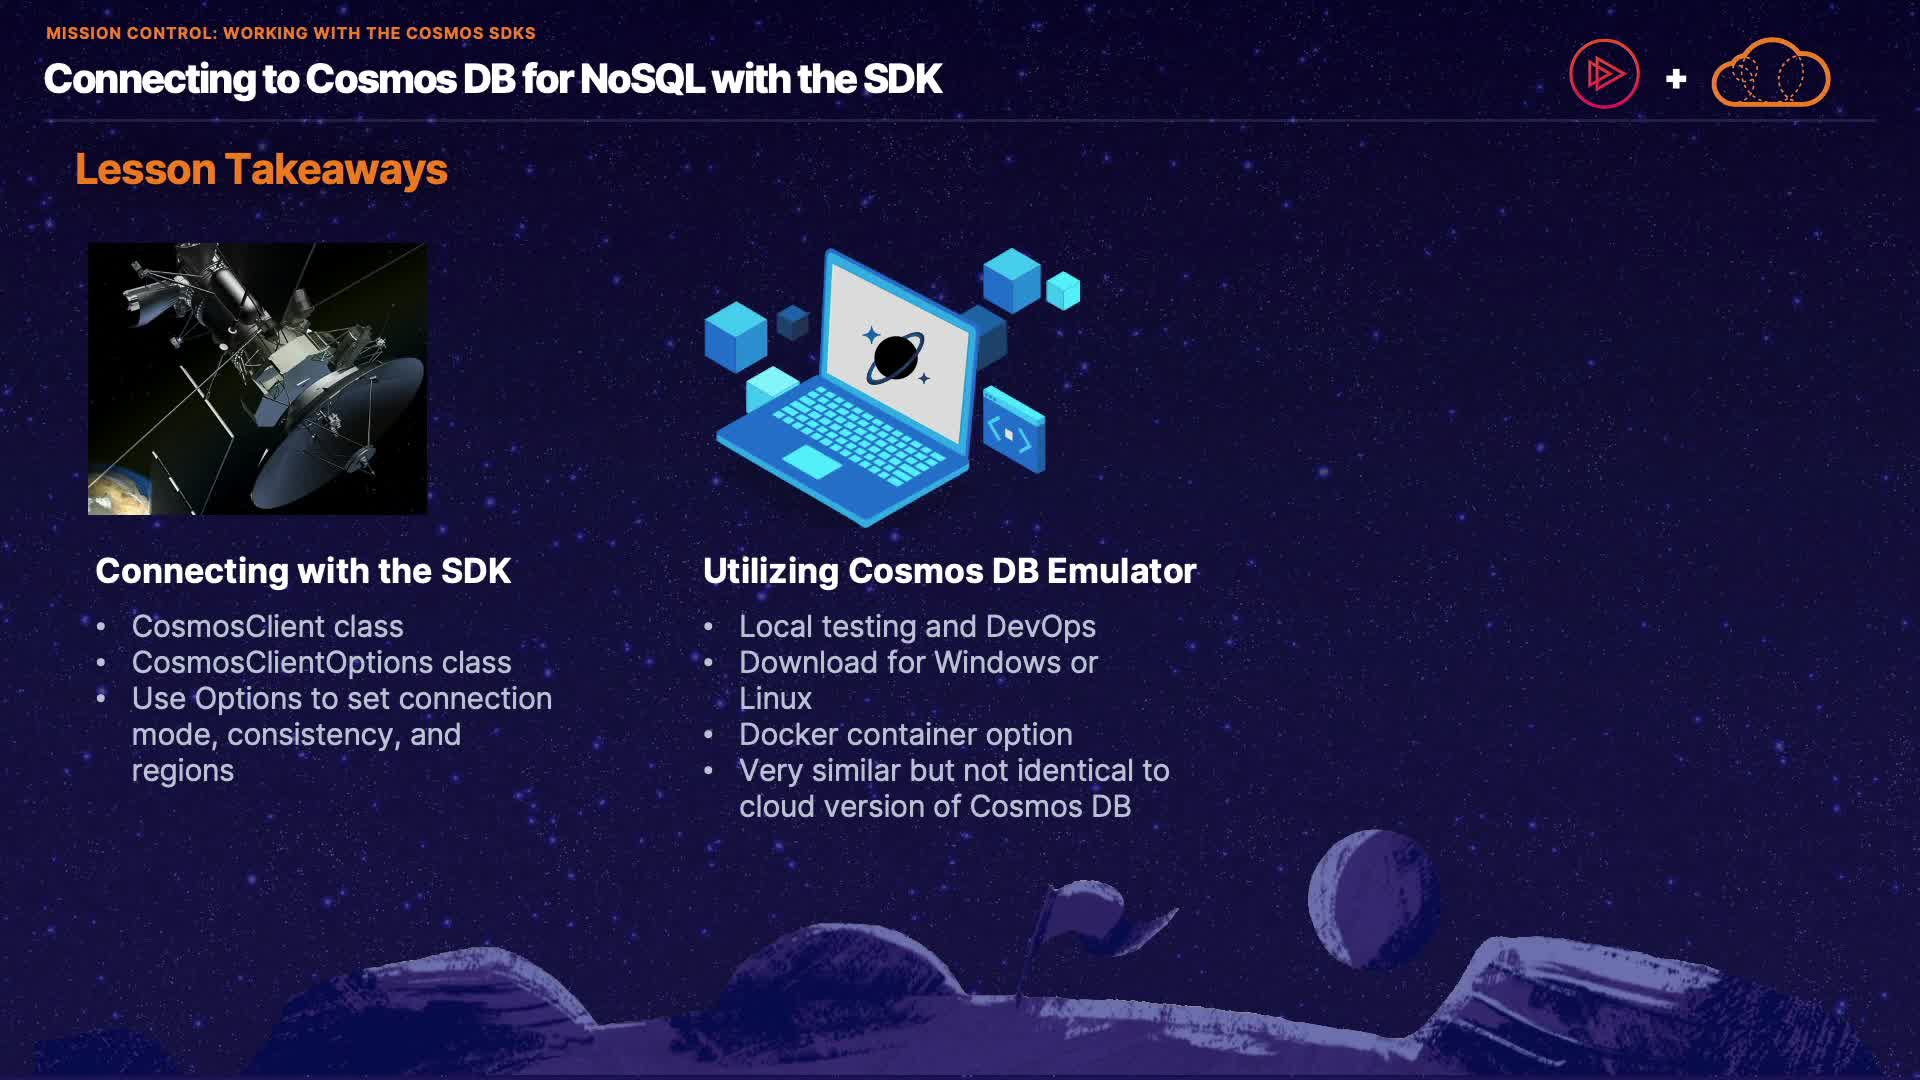 MISSION CONTROL: WORKING WITH THE COSMOS SDKS
Connecting to Cosmos DB for NoSQL with the SDK
Lesson Takeaways
Connecting with the SDK
• CosmosClient class
• CosmosClientOptions class
• Use Options to set connection
mode, consistency, and
regions
Utilizing Cosmos DB Emulator
• Local testing and DevOps
• Download for Windows or
Linux
• Docker container option
• Very similar but not identical to
cloud version of Cosmos DB